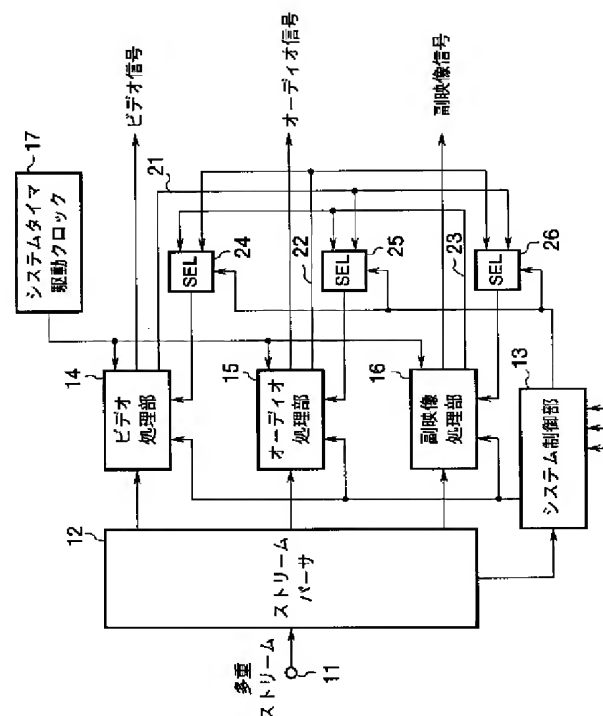 多重
ストリーム
11
12
ストリーム
パーサ
14
ビデオ
処理部
15
オーディオ
処理部
16
副映像
処理部
13
システム制御部
17
システムタイマ
駆動クロック
21
SEL
24
22
SEL
25
23
SEL
26
ビデオ信号
オーディオ信号
副映像信号